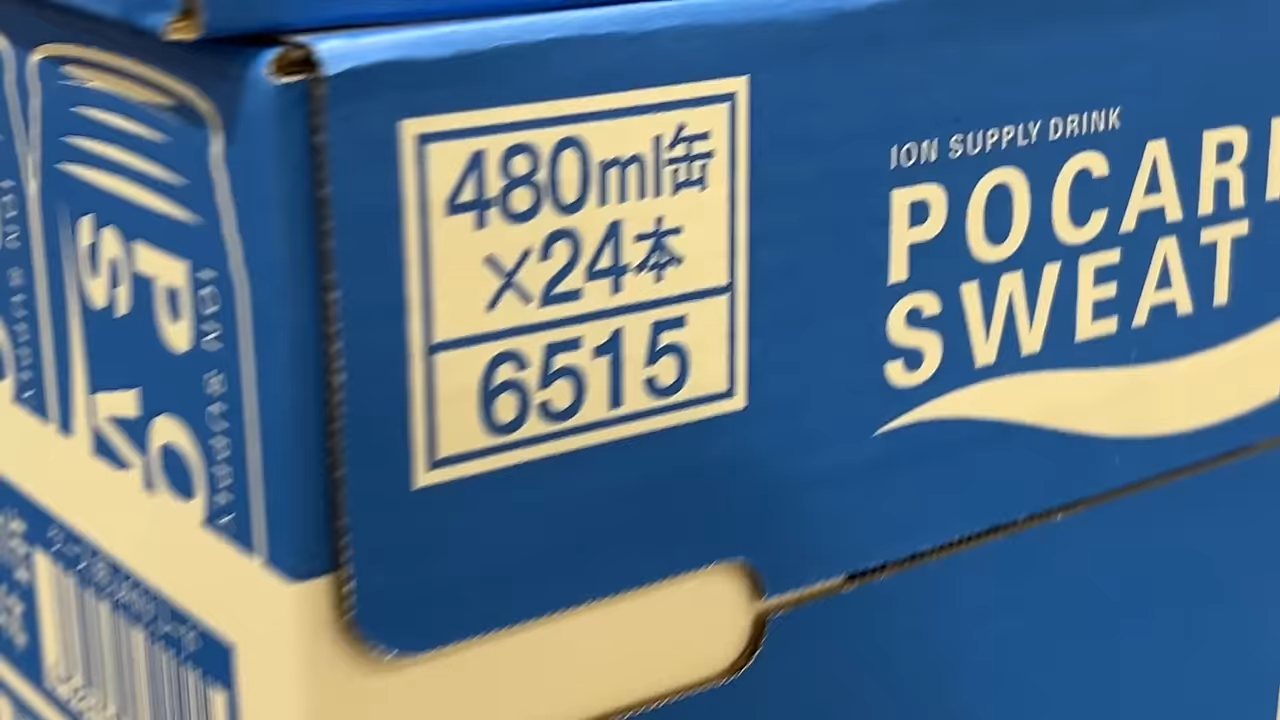 480ml缶
×24本
6515
ION SUPPLY DRINK
POCARI
SWEAT